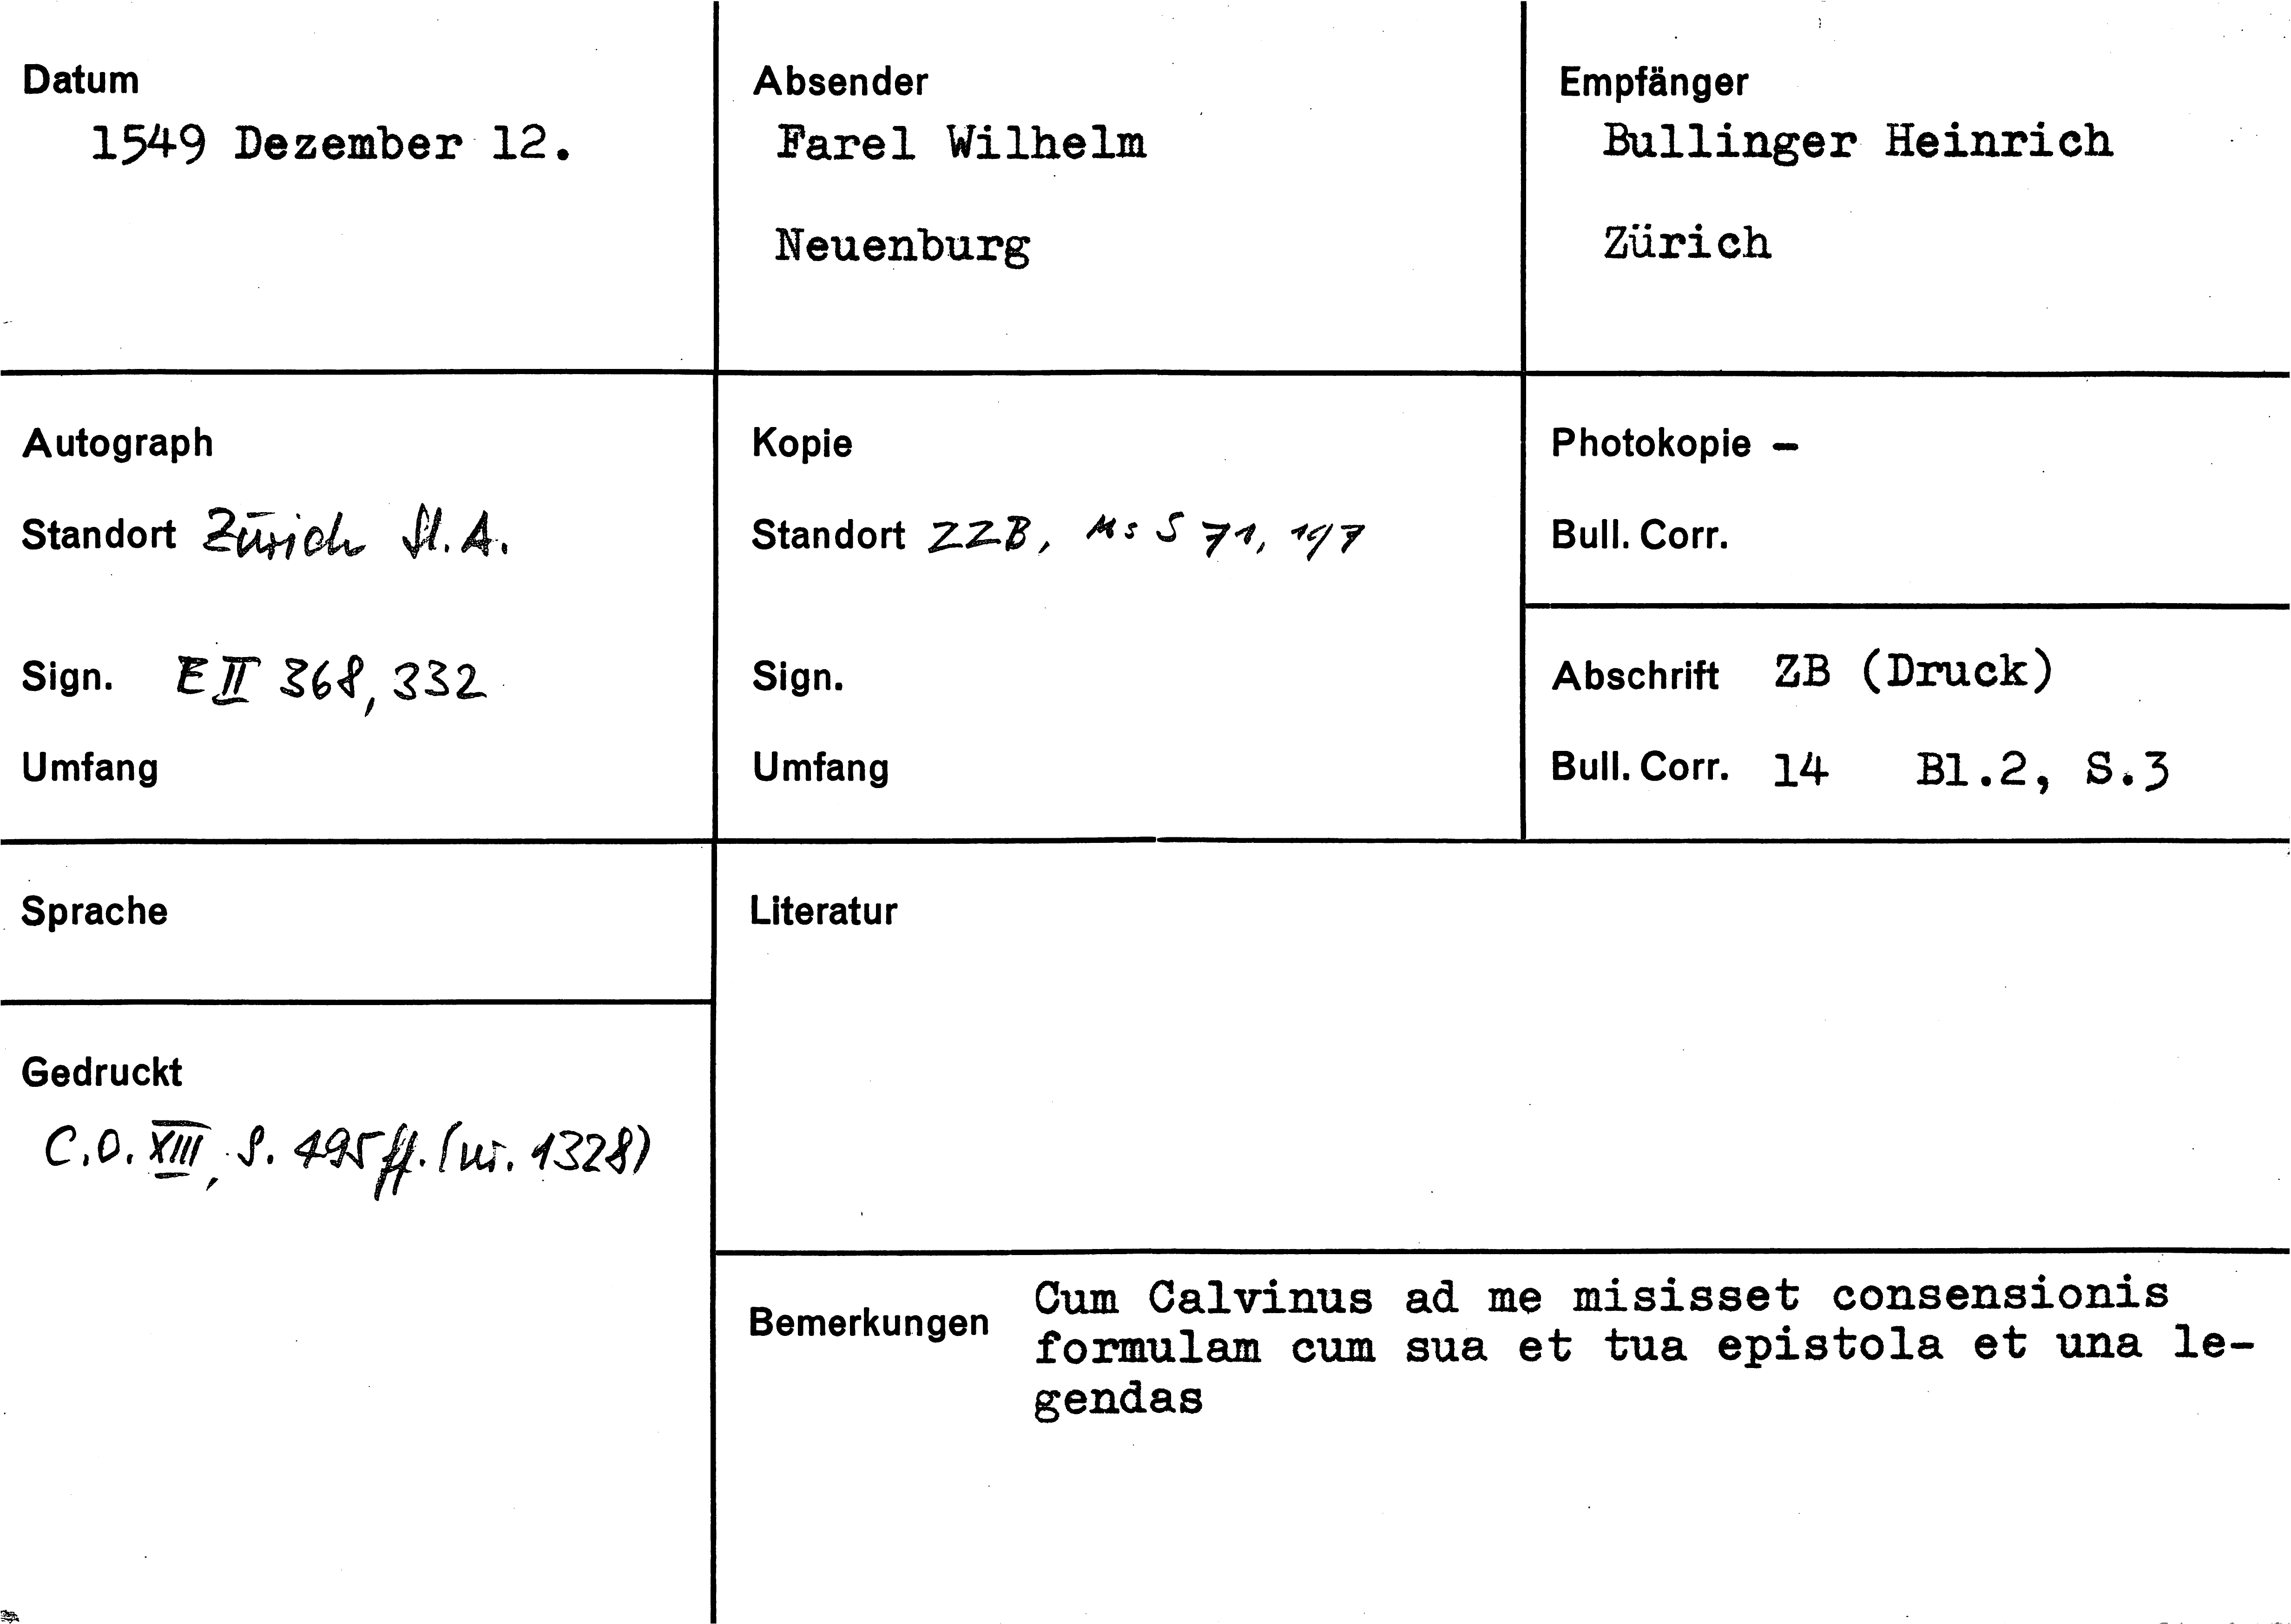 Datum
1549 Dezember 12.
Absender
Farel Wilhelm
Neuenburg
Empfänger
Bullinger Heinrich
Zürich
Autograph
Standort Zürich St.A.
Sign. E II 368, 332
Umfang
Kopie
Standort ZZB, Ms S 71, 197
Sign.
Umfang
Photokopie -
Bull. Corr.
Abschrift ZB (Druck)
Bull. Corr. 14 Bl.2, S.3
Sprache
Gedruckt
C.O. XIII, S. 495ff. (nr. 1328)
Literatur
Bemerkungen Cum Calvinus ad me misisset consensionis
formulam cum sua et tua epistola et una le-
gendas